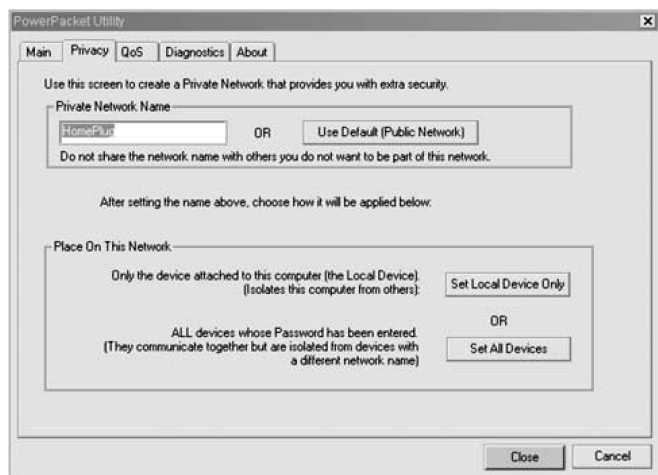 PowerPacket Utility
Main Privacy QoS Diagnostics About
Use this screen to create a Private Network that provides you with extra security.
Private Network Name
HomePlug OR Use Default (Public Network)
Do not share the network name with others you do not want to be part of this network.
After setting the name above, choose how it will be applied below:
Place On This Network
Only the device attached to this computer (the Local Device).
(Isolates this computer from others): Set Local Device Only
OR
ALL devices whose Password has been entered.
(They communicate together but are isolated from devices with
a different network name) Set All Devices
Close Cancel